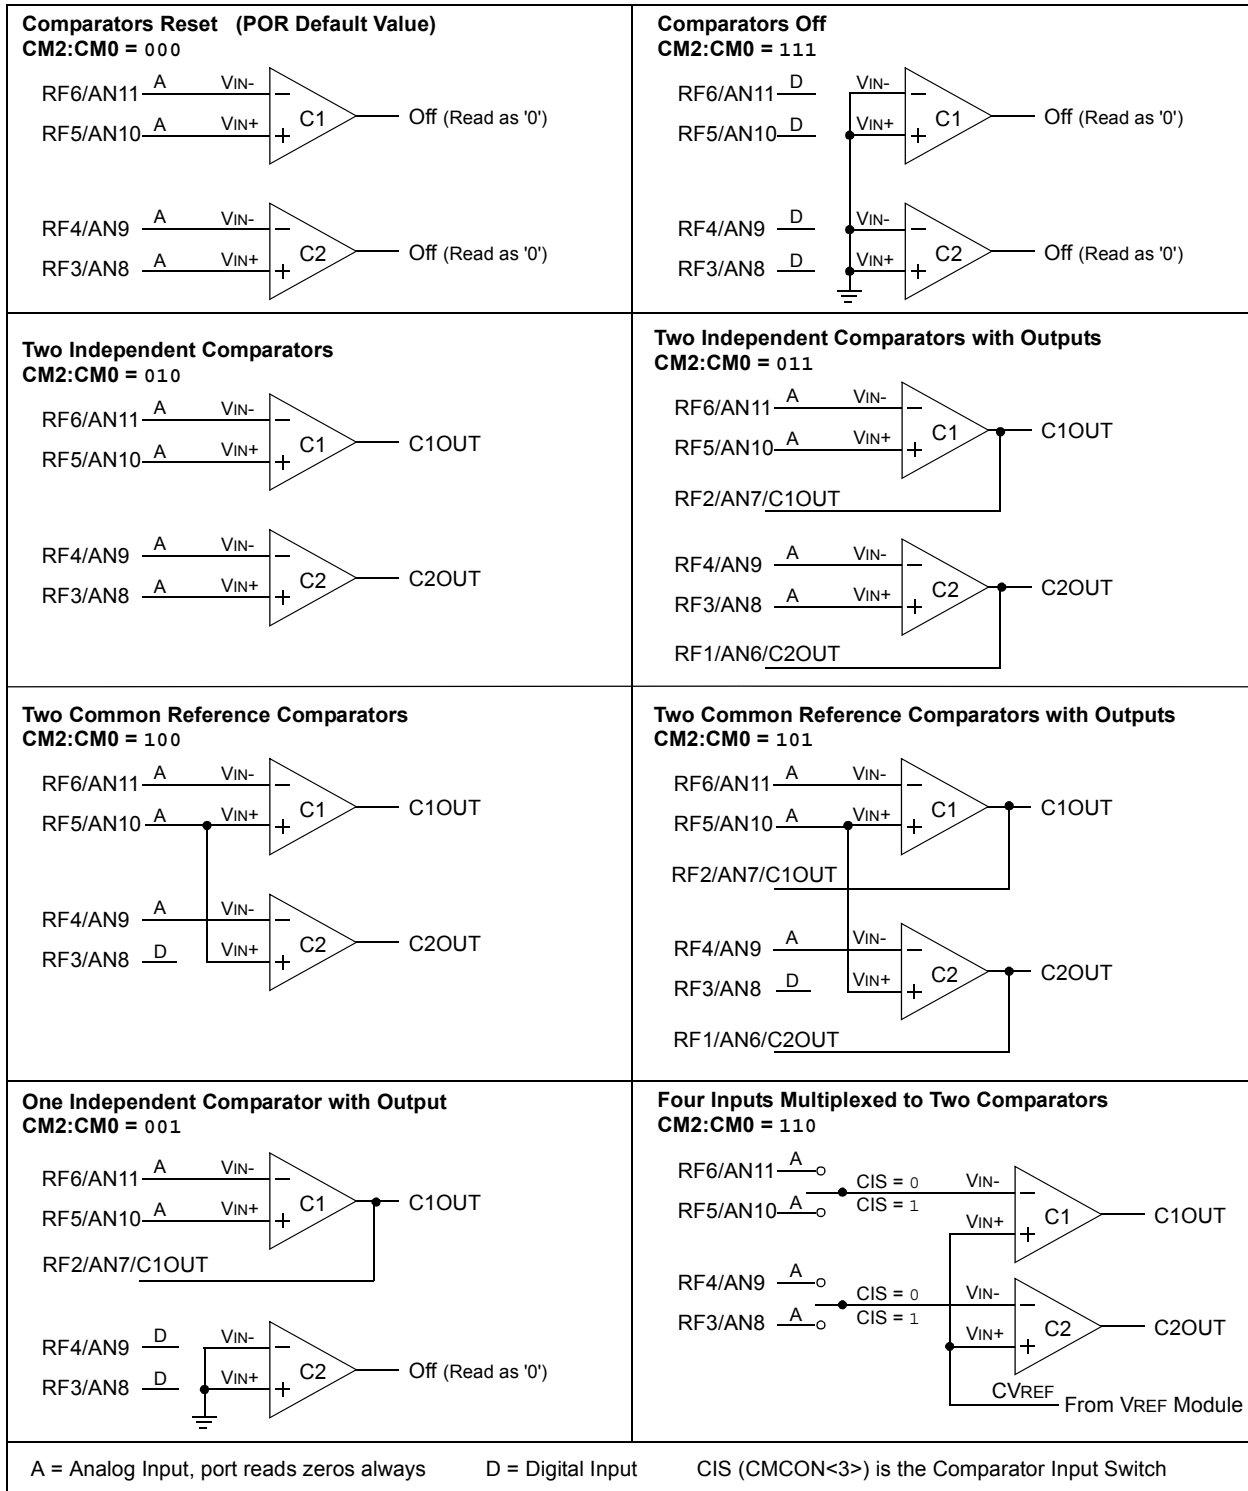 Comparators Reset (POR Default Value)
CM2:CM0 = 000
RF6/AN11 A VIN-
RF5/AN10 A VIN+
C1
Off (Read as '0')
RF4/AN9 A VIN-
RF3/AN8 A VIN+
C2
Off (Read as '0')
Comparators Off
CM2:CM0 = 111
RF6/AN11 D VIN-
RF5/AN10 D VIN+
C1
Off (Read as '0')
RF4/AN9 D VIN-
RF3/AN8 D VIN+
C2
Off (Read as '0')
Two Independent Comparators
CM2:CM0 = 010
RF6/AN11 A VIN-
RF5/AN10 A VIN+
C1
C1OUT
RF4/AN9 A VIN-
RF3/AN8 A VIN+
C2
C2OUT
Two Independent Comparators with Outputs
CM2:CM0 = 011
RF6/AN11 A VIN-
RF5/AN10 A VIN+
C1
C1OUT
RF2/AN7/C1OUT
RF4/AN9 A VIN-
RF3/AN8 A VIN+
C2
C2OUT
RF1/AN6/C2OUT
Two Common Reference Comparators
CM2:CM0 = 100
RF6/AN11 A VIN-
RF5/AN10 A VIN+
C1
C1OUT
RF4/AN9 A VIN-
RF3/AN8 D VIN+
C2
C2OUT
Two Common Reference Comparators with Outputs
CM2:CM0 = 101
RF6/AN11 A VIN-
RF5/AN10 A VIN+
C1
C1OUT
RF2/AN7/C1OUT
RF4/AN9 A VIN-
RF3/AN8 D VIN+
C2
C2OUT
RF1/AN6/C2OUT
One Independent Comparator with Output
CM2:CM0 = 001
RF6/AN11 A VIN-
RF5/AN10 A VIN+
C1
C1OUT
RF2/AN7/C1OUT
RF4/AN9 D VIN-
RF3/AN8 D VIN+
C2
Off (Read as '0')
Four Inputs Multiplexed to Two Comparators
CM2:CM0 = 110
RF6/AN11 A
CIS = 0 VIN-
RF5/AN10 A CIS = 1
VIN+
C1
C1OUT
RF4/AN9 A
CIS = 0 VIN-
RF3/AN8 A CIS = 1
VIN+
C2
C2OUT
CVREF
From VREF Module
A = Analog Input, port reads zeros always D = Digital Input CIS (CMCON<3>) is the Comparator Input Switch